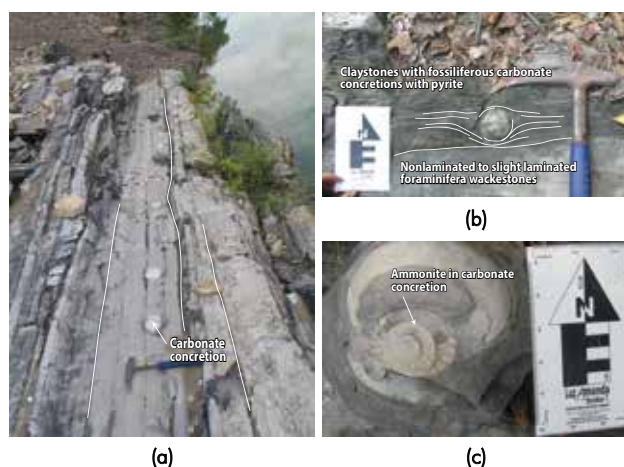 Carbonate
concretion
(a)
Claystones with fossiliferous carbonate
concretions with pyrite
Nonlaminated to slight laminated
foraminifera wackestones
(b)
Ammonite in carbonate
concretion
N
E
(c)